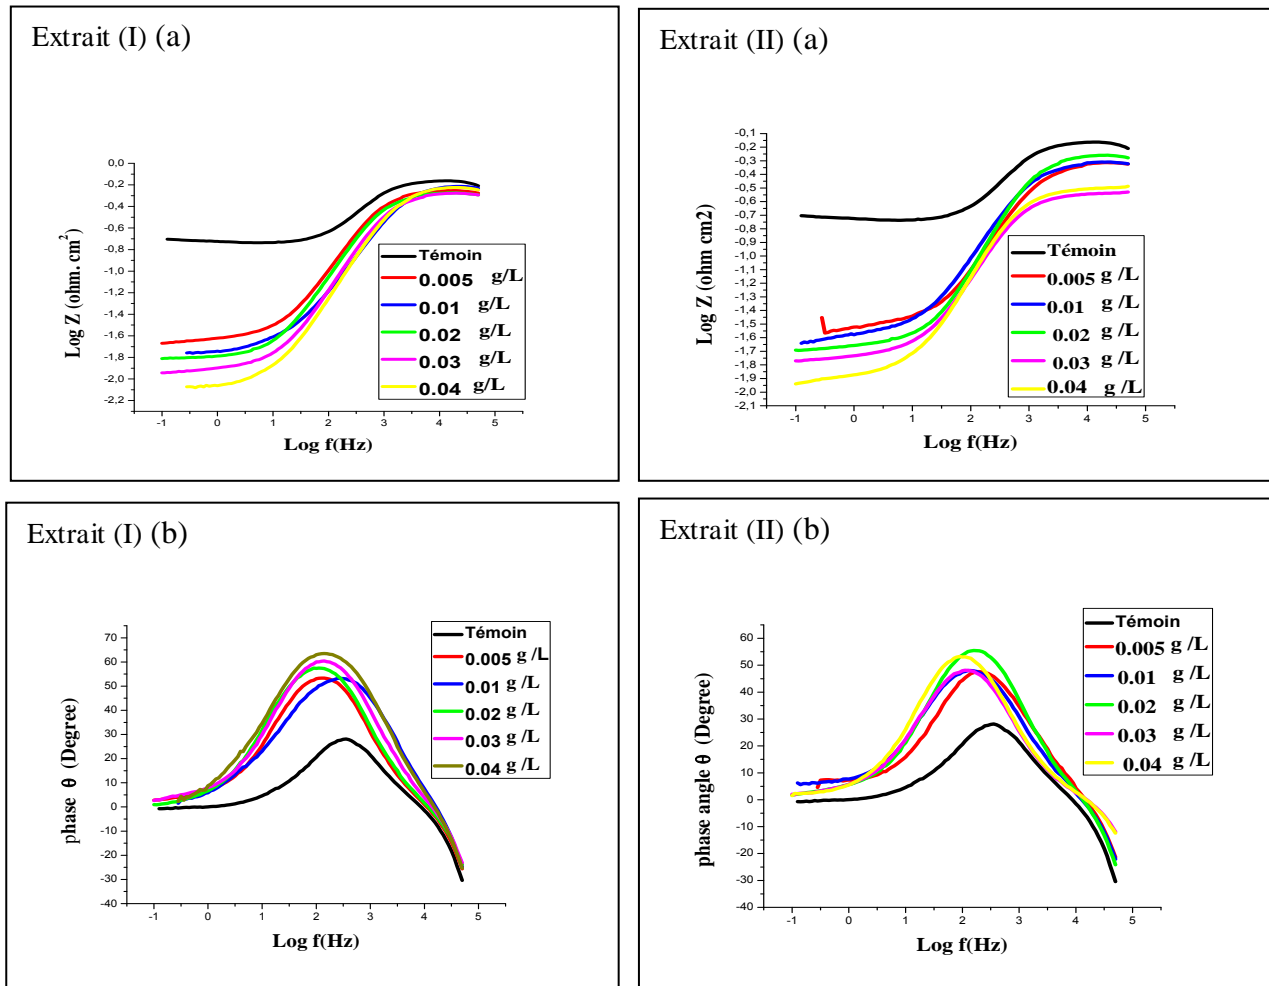 Extrait (I) (a)
0,0
-0,2
-0,4
-0,6
-0,8
-1,0
-1,2
-1,4
-1,6
-1,8
-2,0
-2,2
Log Z (ohm. cm²)
Témoin
0.005 g/L
0.01 g/L
0.02 g/L
0.03 g/L
0.04 g/L
-1 0 1 2 3 4 5
Log f(Hz)
Extrait (II) (a)
-0,1
-0,3
-0,4
-0,5
-0,7
-0,8
-0,9
-1,0
-1,1
-1,3
-1,4
-1,5
-1,6
-1,7
-1,8
-1,9
-2,1
Log Z (ohm cm2)
Témoin
0.005 g /L
0.01 g /L
0.02 g /L
0.03 g /L
0.04 g /L
-1 0 1 2 3 4 5
Log f(Hz)
Extrait (I) (b)
70
60
50
40
30
20
10
0
-10
-20
-30
-40
phase θ (Degree)
Témoin
0.005 g /L
0.01 g /L
0.02 g /L
0.03 g /L
0.04 g /L
-1 0 1 2 3 4 5
Log f(Hz)
Extrait (II) (b)
60
50
40
30
20
10
0
-10
-20
-30
-40
phase angle θ (Degree)
Témoin
0.005 g /L
0.01 g /L
0.02 g /L
0.03 g /L
0.04 g /L
-1 0 1 2 3 4 5
Log f(Hz)